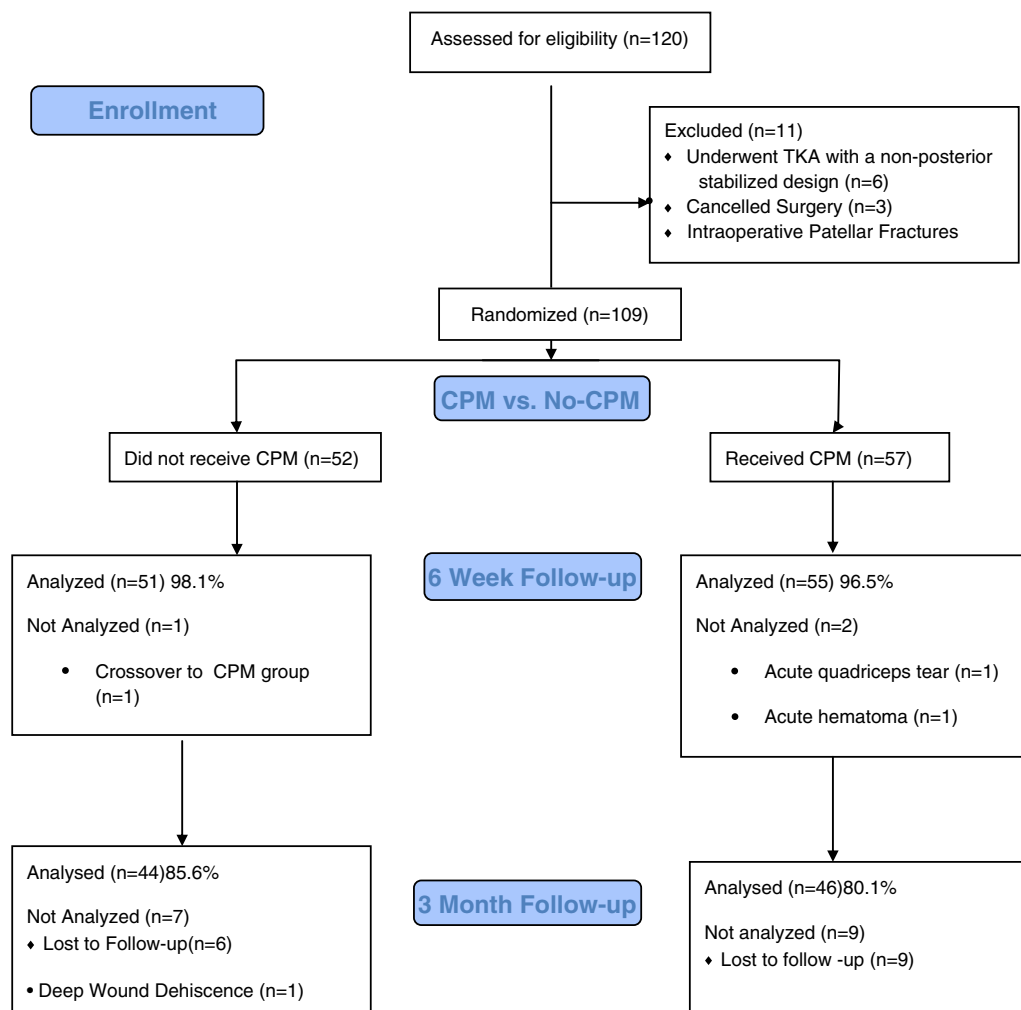 Assessed for eligibility (n=120)
Enrollment
Excluded (n=11)
♦ Underwent TKA with a non-posterior
stabilized design (n=6)
♦ Cancelled Surgery (n=3)
♦ Intraoperative Patellar Fractures
Randomized (n=109)
CPM vs. No-CPM
Did not receive CPM (n=52)
Received CPM (n=57)
Analyzed (n=51) 98.1%
Not Analyzed (n=1)
• Crossover to CPM group
(n=1)
6 Week Follow-up
Analyzed (n=55) 96.5%
Not Analyzed (n=2)
• Acute quadriceps tear (n=1)
• Acute hematoma (n=1)
Analysed (n=44)85.6%
Not Analyzed (n=7)
♦ Lost to Follow-up(n=6)
• Deep Wound Dehiscence (n=1)
3 Month Follow-up
Analysed (n=46)80.1%
Not analyzed (n=9)
♦ Lost to follow -up (n=9)